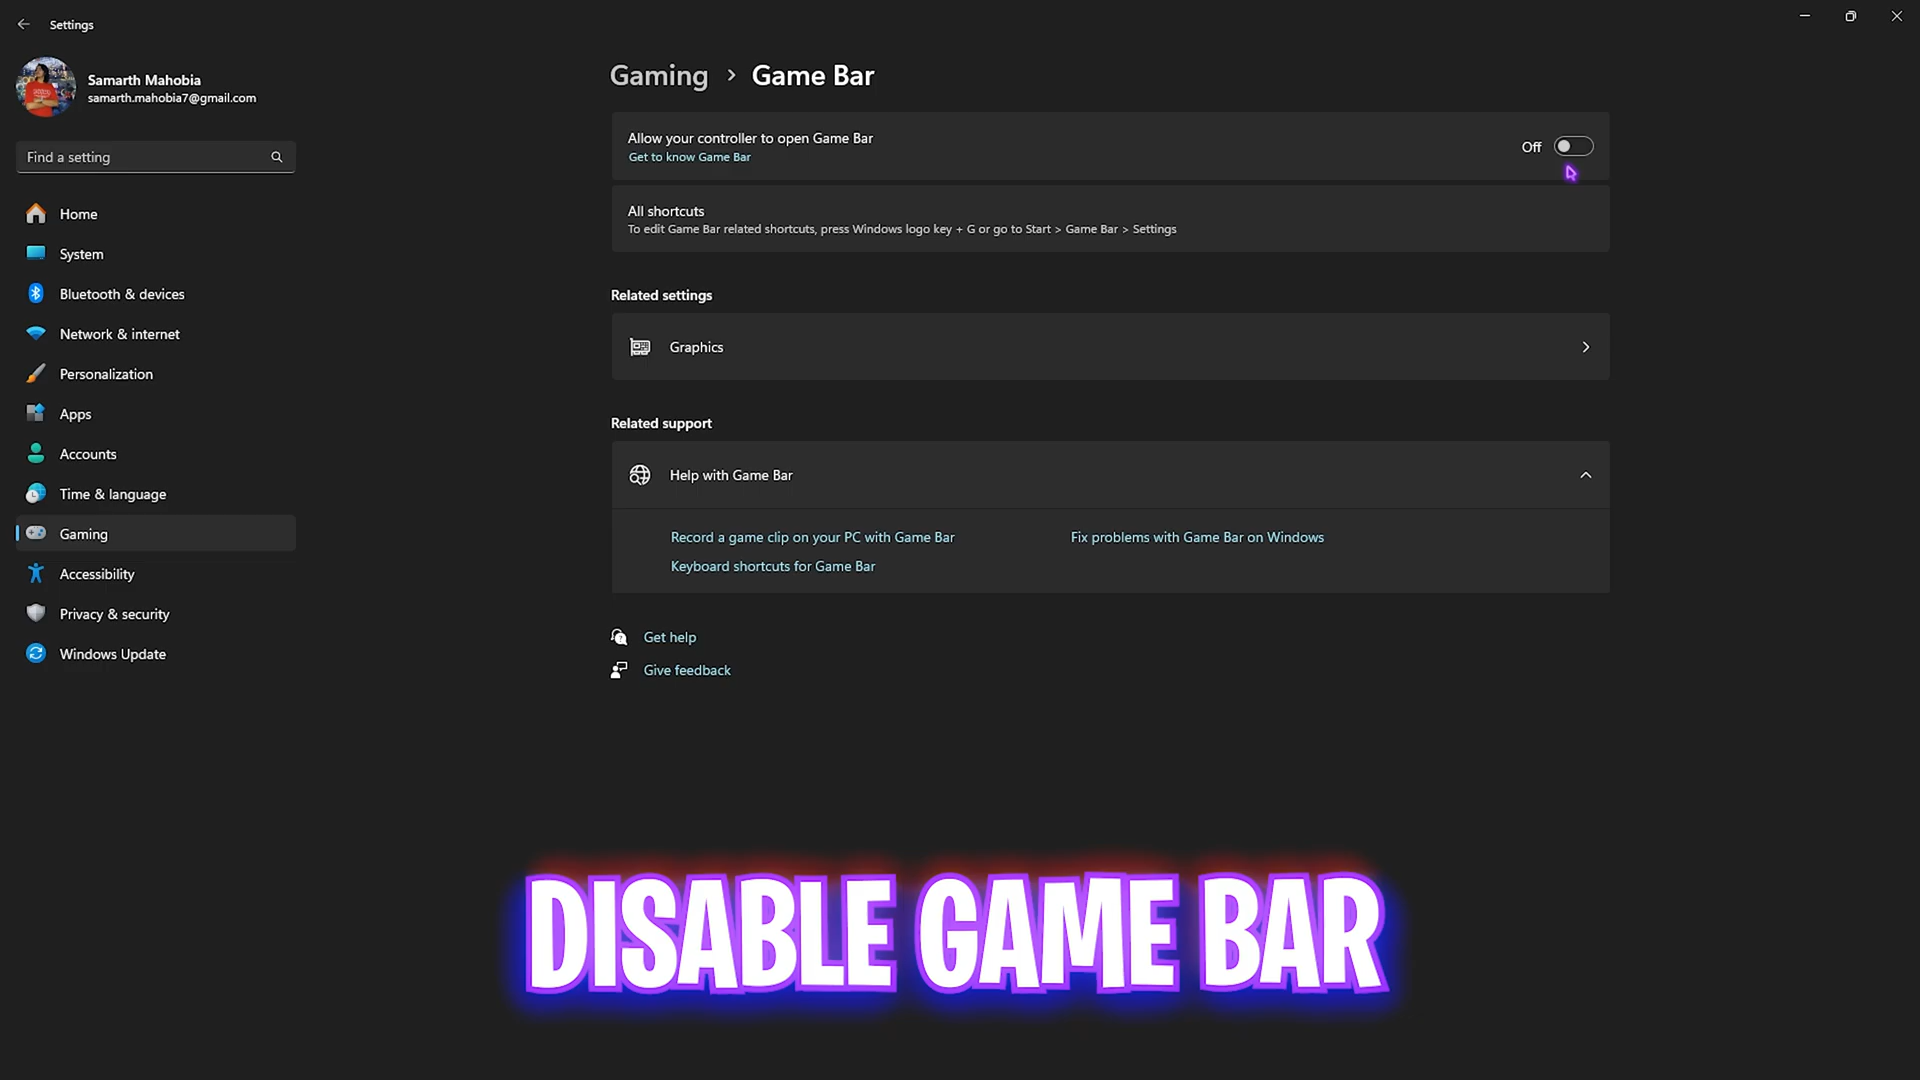 Settings
Samarth Mahobia
samarth.mahobia7@gmail.com
Find a setting
Home
System
Bluetooth & devices
Network & internet
Personalization
Apps
Accounts
Time & language
Gaming
Accessibility
Privacy & security
Windows Update
Gaming > Game Bar
Allow your controller to open Game Bar
Get to know Game Bar
Off
All shortcuts
To edit Game Bar related shortcuts, press Windows logo key + G or go to Start > Game Bar > Settings
Related settings
Graphics
Related support
Help with Game Bar
Record a game clip on your PC with Game Bar
Fix problems with Game Bar on Windows
Keyboard shortcuts for Game Bar
Get help
Give feedback
DISABLE GAME BAR